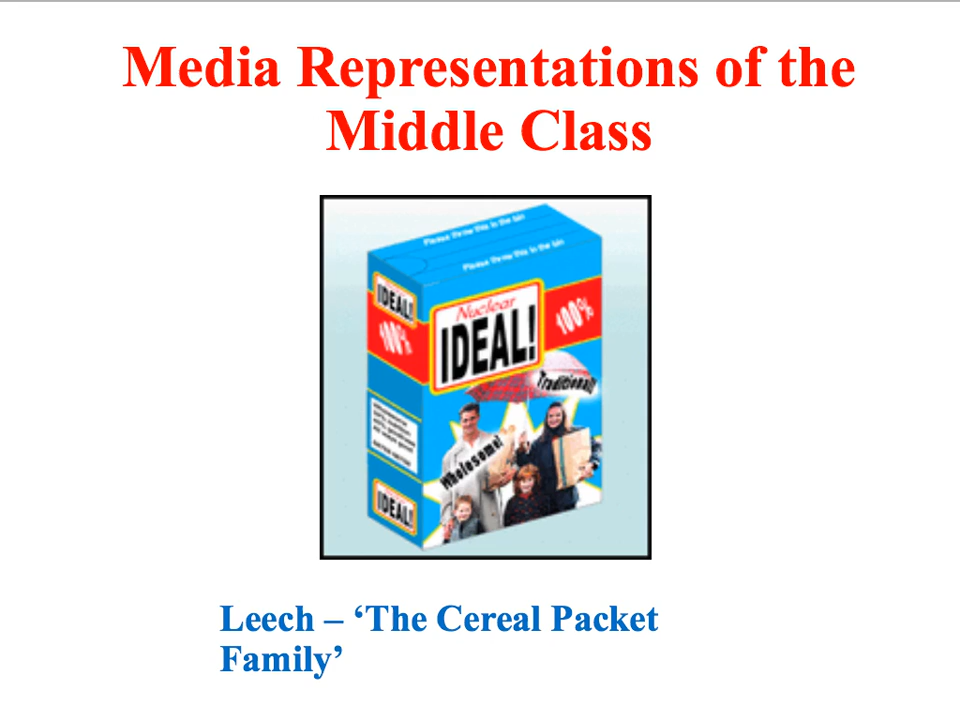 Media Representations of the
Middle Class
Please throw this in the bin
Please throw this in the bin
IDEAL!
100%
Nuclear
IDEAL!
100%
Traditional!
Wholesome!
IDEAL!
Leech – ‘The Cereal Packet
Family’